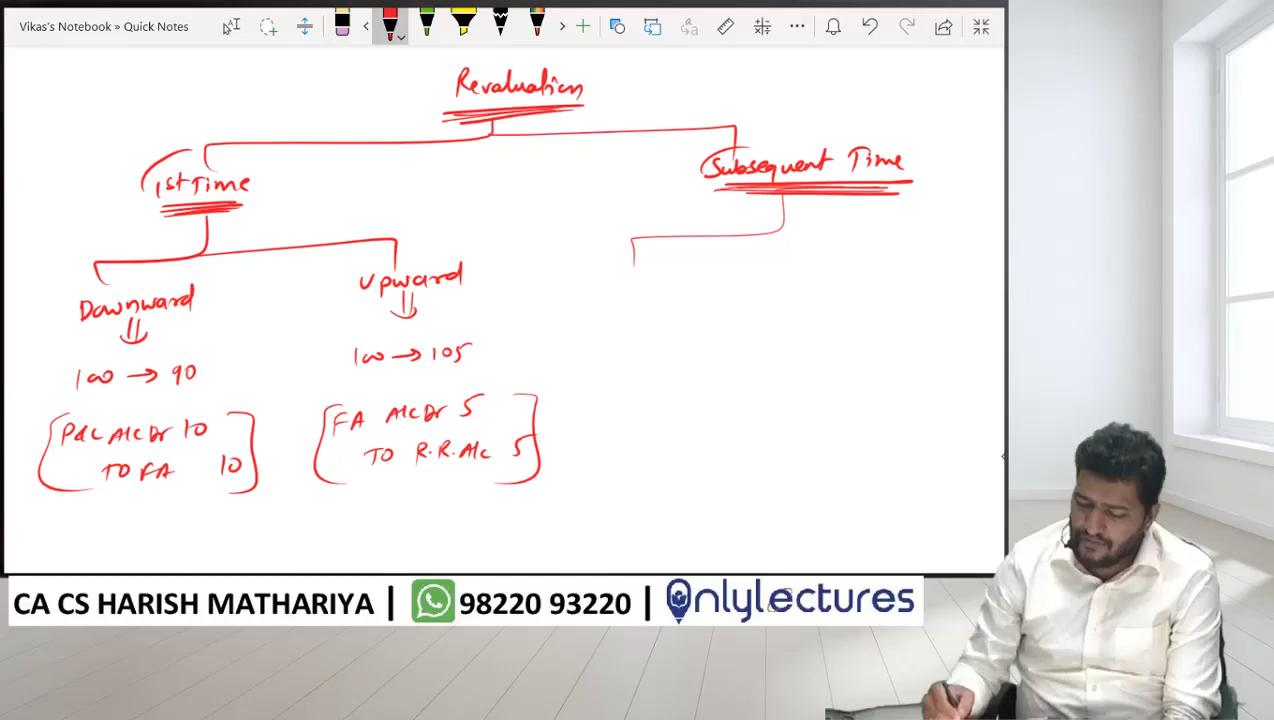 Vikas's Notebook » Quick Notes
Revaluation
1st Time
Subsequent Time
Downward
Upward
100 → 90
100 → 105
P&L A/c Dr 10
TO FA 10
FA A/c Dr 5
TO R.R. A/c 5
CA CS HARISH MATHARIYA | 98220 93220 | Onlylectures